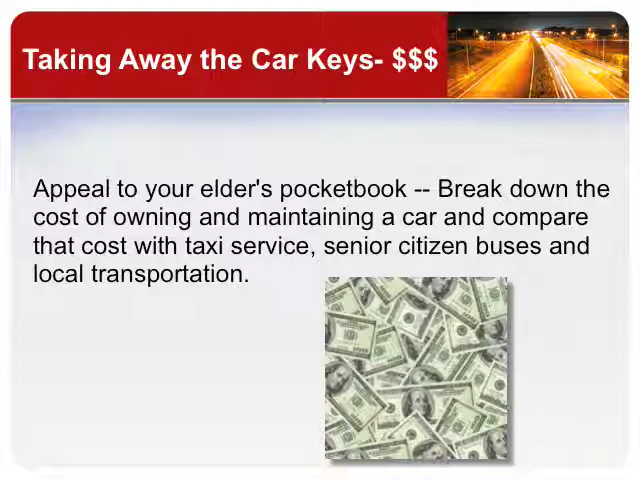 Taking Away the Car Keys- $$$
Appeal to your elder's pocketbook -- Break down the
cost of owning and maintaining a car and compare
that cost with taxi service, senior citizen buses and
local transportation.